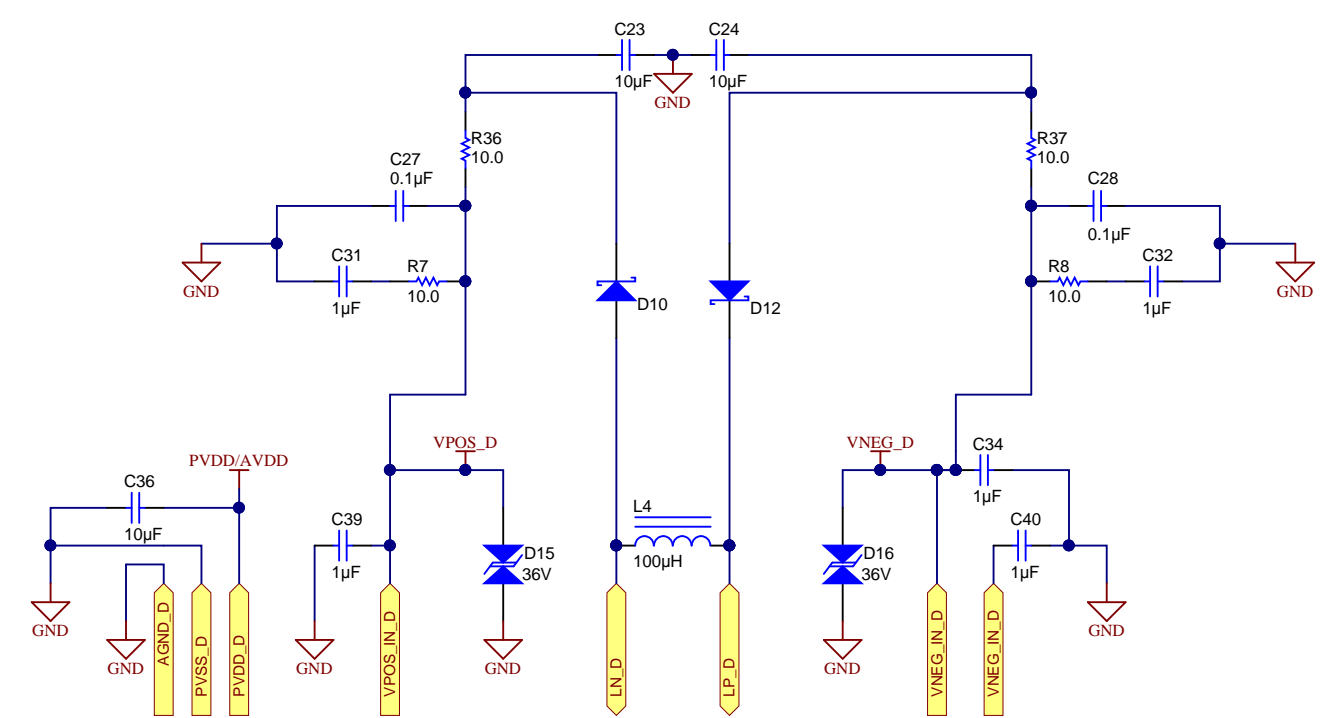 C23
10µF
C24
10µF
GND
R36
10.0
R37
10.0
C27
0.1µF
C28
0.1µF
C31
1µF
R7
10.0
R8
10.0
C32
1µF
GND
GND
D10
D12
VPOS_D
VNEG_D
C34
1µF
PVDD/AVDD
C36
10µF
C39
1µF
L4
100µH
C40
1µF
D15
36V
D16
36V
GND
GND
GND
GND
GND
GND
AGND_D
PVSS_D
PVDD_D
VPOS_IN_D
LN_D
LP_D
VNEG_IN_D
VNEG_IN_D